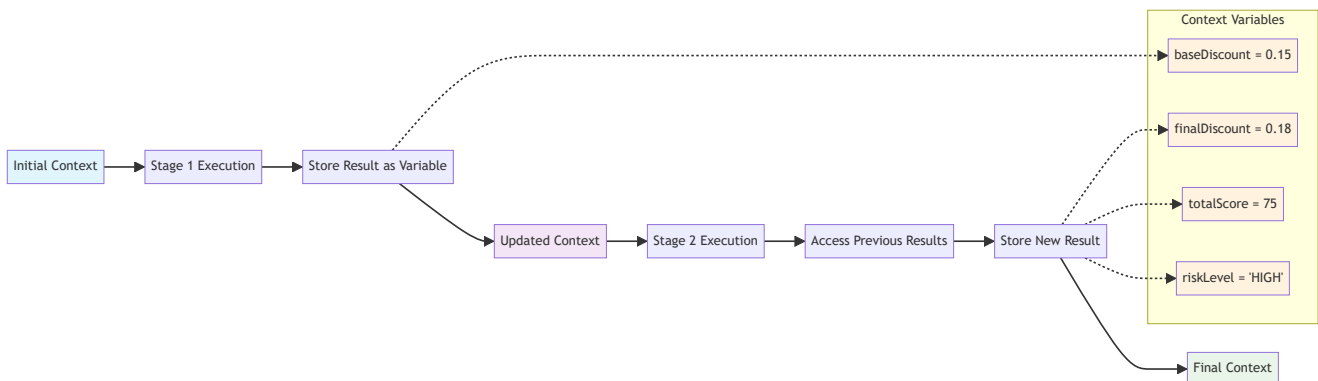 Context Variables
baseDiscount = 0.15
finalDiscount = 0.18
Initial Context
Stage 1 Execution
Store Result as Variable
totalScore = 75
Updated Context
Stage 2 Execution
Access Previous Results
Store New Result
riskLevel = 'HIGH'
Final Context